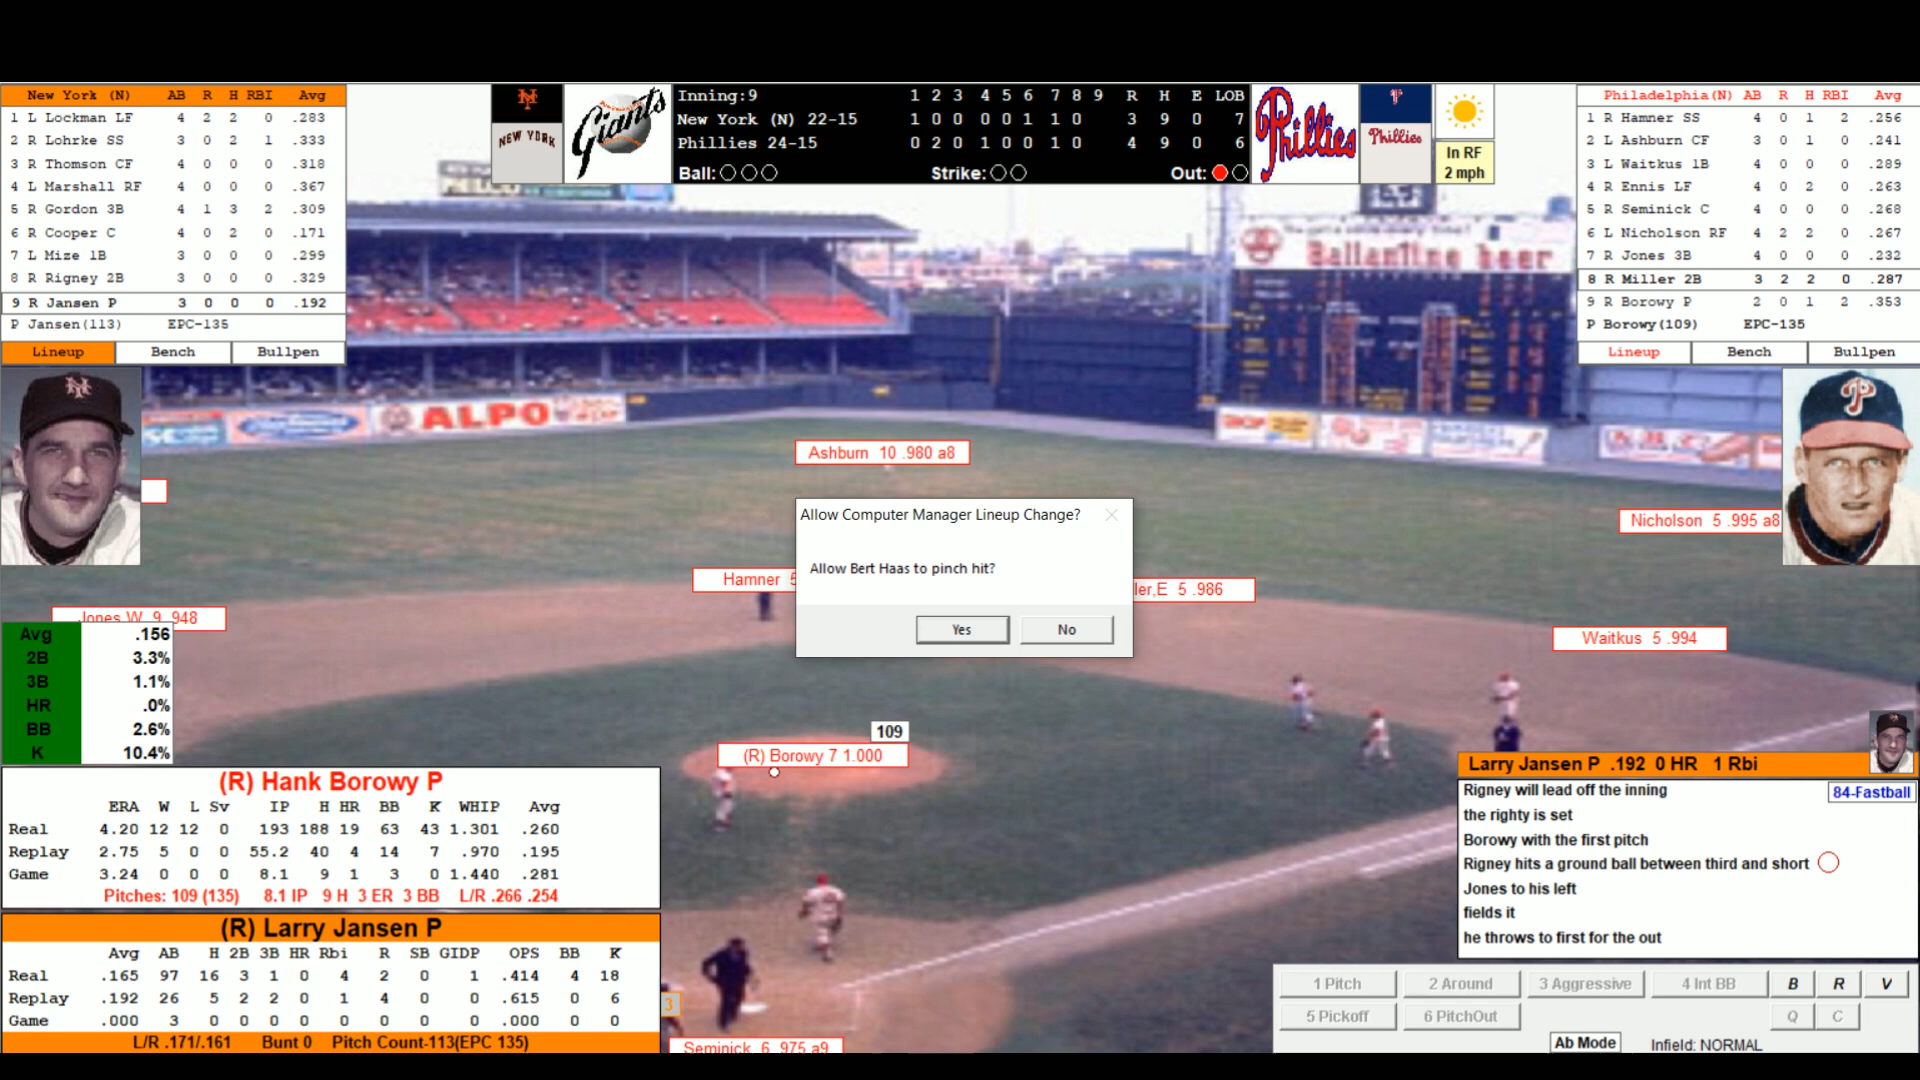 New York (N) AB R H RBI Avg
1 L Lockman LF 4 2 2 0 .283
2 R Lohrke SS 3 0 2 1 .333
3 R Thomson CF 4 0 0 0 .318
4 L Marshall RF 4 0 0 0 .367
5 R Gordon 3B 4 1 3 2 .309
6 R Cooper C 4 0 2 0 .171
7 L Mize 1B 3 0 0 0 .299
8 R Rigney 2B 3 0 0 0 .329
9 R Jansen P 3 0 0 0 .192
P Jansen(113) EPC-135
Lineup Bench Bullpen
NY
NEW YORK
Giants
Inning:9 1 2 3 4 5 6 7 8 9 R H E LOB
New York (N) 22-15 1 0 0 0 0 1 1 0 3 9 0 7
Phillies 24-15 0 2 0 1 0 0 1 0 4 9 0 6
Ball: Strike: Out:
Phillies
Phillies
In RF
2 mph
Philadelphia(N) AB R H RBI Avg
1 R Hamner SS 4 0 1 2 .256
2 L Ashburn CF 3 0 1 0 .241
3 L Waitkus 1B 4 0 0 0 .289
4 R Ennis LF 4 0 2 0 .263
5 R Seminick C 4 0 0 0 .268
6 L Nicholson RF 4 2 2 0 .267
7 R Jones 3B 4 0 0 0 .232
8 R Miller 2B 3 2 2 0 .287
9 R Borowy P 2 0 1 2 .353
P Borowy(109) EPC-135
Lineup Bench Bullpen
Ballantine beer
ALPO
Ashburn 10 .980 a8
Nicholson 5 .995 a8
Allow Computer Manager Lineup Change?
Allow Bert Haas to pinch hit?
Yes No
Hamner 5
ler,E 5 .986
Jones,W 9 .948
Waitkus 5 .994
Avg .156
2B 3.3%
3B 1.1%
HR .0%
BB 2.6%
K 10.4%
109
(R) Borowy 7 1.000
(R) Hank Borowy P
ERA W L Sv IP H HR BB K WHIP Avg
Real 4.20 12 12 0 193 188 19 63 43 1.301 .260
Replay 2.75 5 0 0 55.2 40 4 14 7 .970 .195
Game 3.24 0 0 0 8.1 9 1 3 0 1.440 .281
Pitches: 109 (135) 8.1 IP 9 H 3 ER 3 BB L/R .266 .254
(R) Larry Jansen P
Avg AB H 2B 3B HR Rbi R SB GIDP OPS BB K
Real .165 97 16 3 1 0 4 2 0 1 .414 4 18
Replay .192 26 5 2 2 0 1 4 0 0 .615 0 6
Game .000 3 0 0 0 0 0 0 0 0 .000 0 0
L/R .171/.161 Bunt 0 Pitch Count-113(EPC 135)
3
Seminick 6 .975 a9
Larry Jansen P .192 0 HR 1 Rbi
Rigney will lead off the inning
84-Fastball
the righty is set
Borowy with the first pitch
Rigney hits a ground ball between third and short
Jones to his left
fields it
he throws to first for the out
1 Pitch 2 Around 3 Aggressive 4 Int BB B R V
5 Pickoff 6 PitchOut Q C
Ab Mode Infield: NORMAL